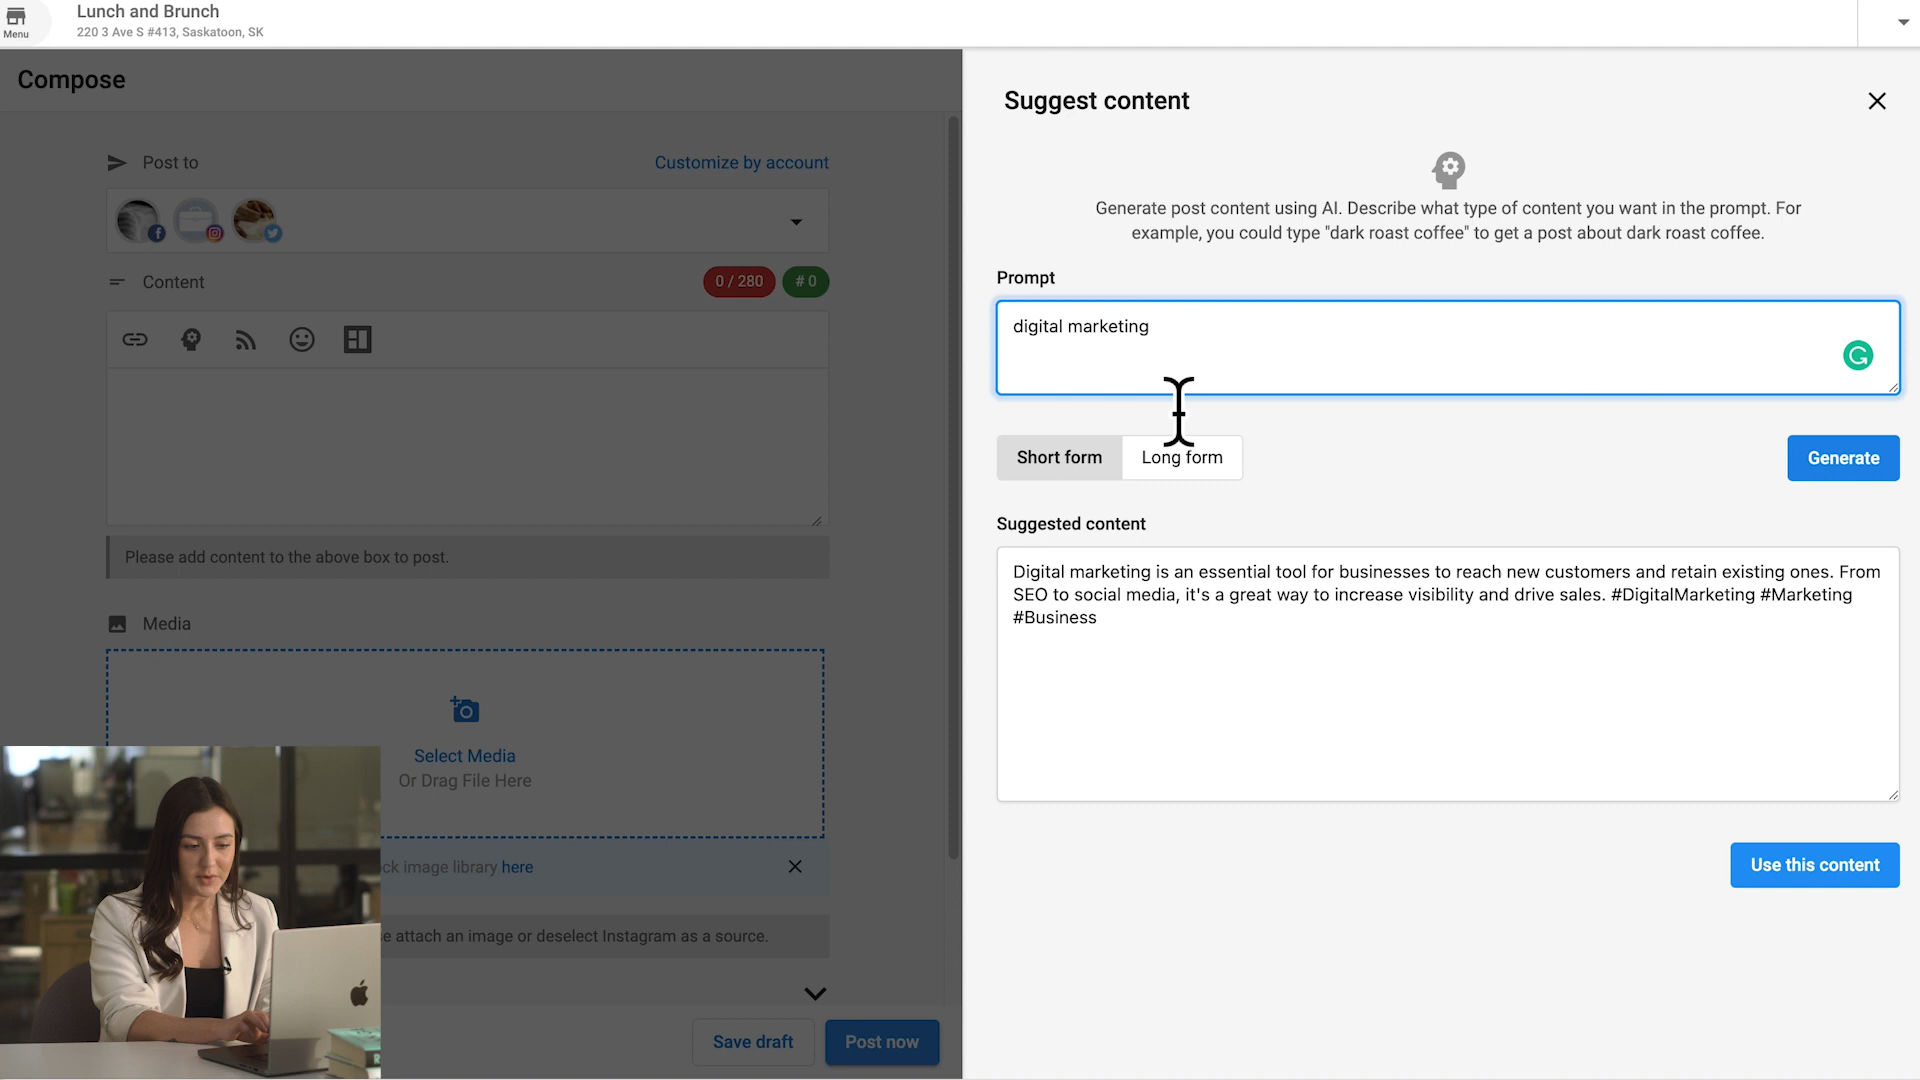 Menu
Lunch and Brunch
220 3 Ave S #413, Saskatoon, SK
Compose
Post to
Customize by account
Content
0 / 280
# 0
Please add content to the above box to post.
Media
Select Media
Or Drag File Here
image library here
attach an image or deselect Instagram as a source.
Save draft
Post now
Suggest content
Generate post content using AI. Describe what type of content you want in the prompt. For
example, you could type "dark roast coffee" to get a post about dark roast coffee.
Prompt
digital marketing
Short form
Long form
Generate
Suggested content
Digital marketing is an essential tool for businesses to reach new customers and retain existing ones. From
SEO to social media, it's a great way to increase visibility and drive sales. #DigitalMarketing #Marketing
#Business
Use this content